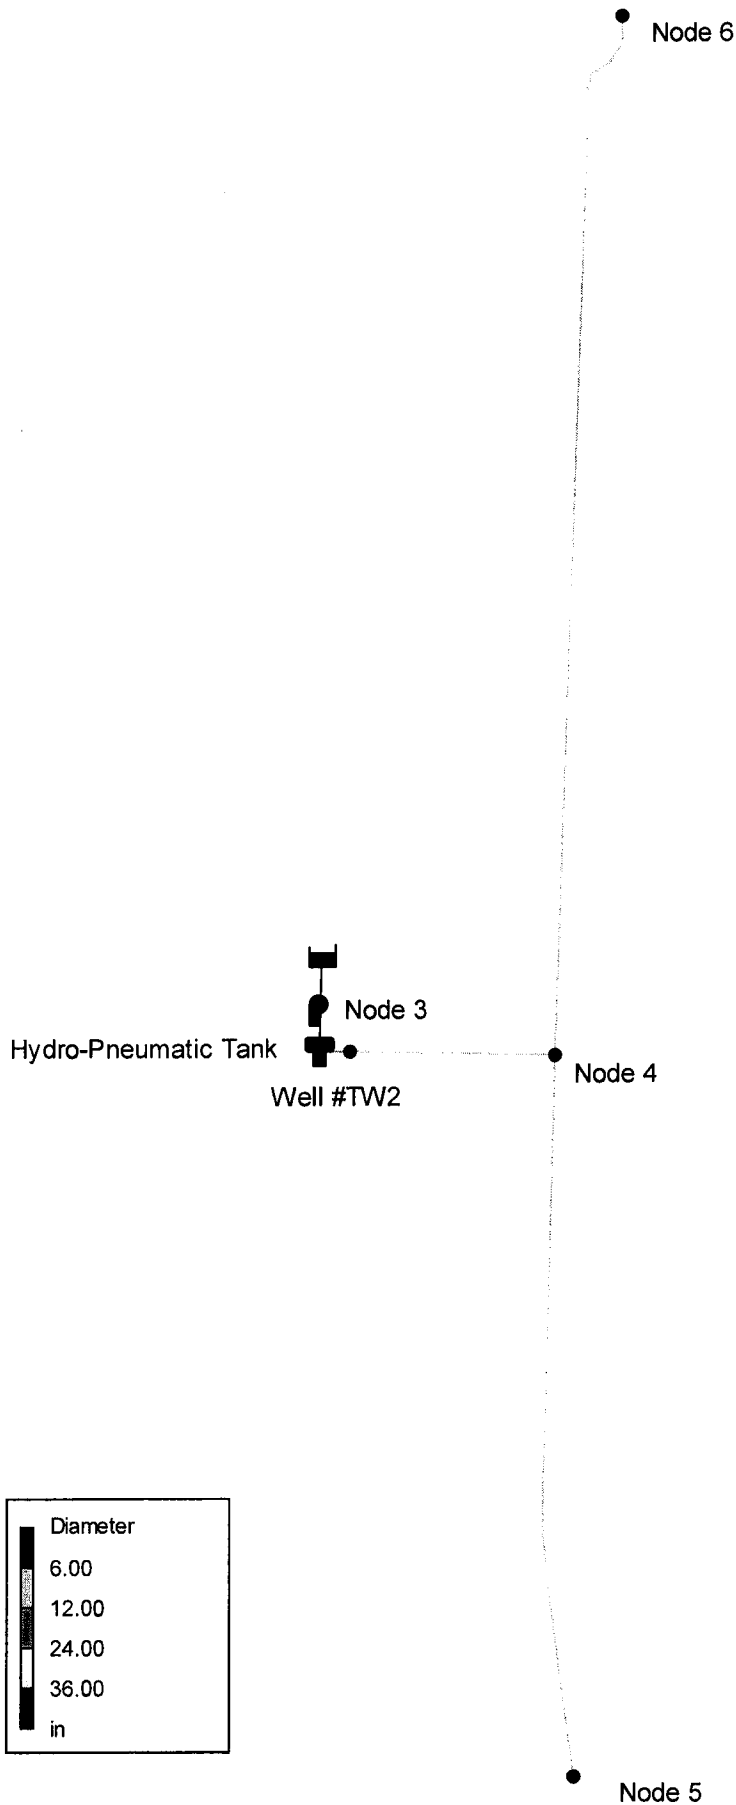 Node 6
Node 3
Hydro-Pneumatic Tank
Node 4
Well #TW2
Diameter
6.00
12.00
24.00
36.00
in
Node 5